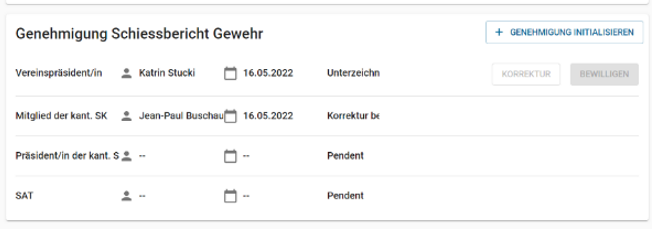 Genehmigung Schiessbericht Gewehr
+ GENEHMIGUNG INITIALISIEREN
Vereinspräsident/in Katrin Stucki 16.05.2022 Unterzeichn KORREKTUR BEWILLIGEN
Mitglied der kant. SK Jean-Paul Buschau 16.05.2022 Korrektur be
Präsident/in der kant. S -- -- Pendent
SAT -- -- Pendent